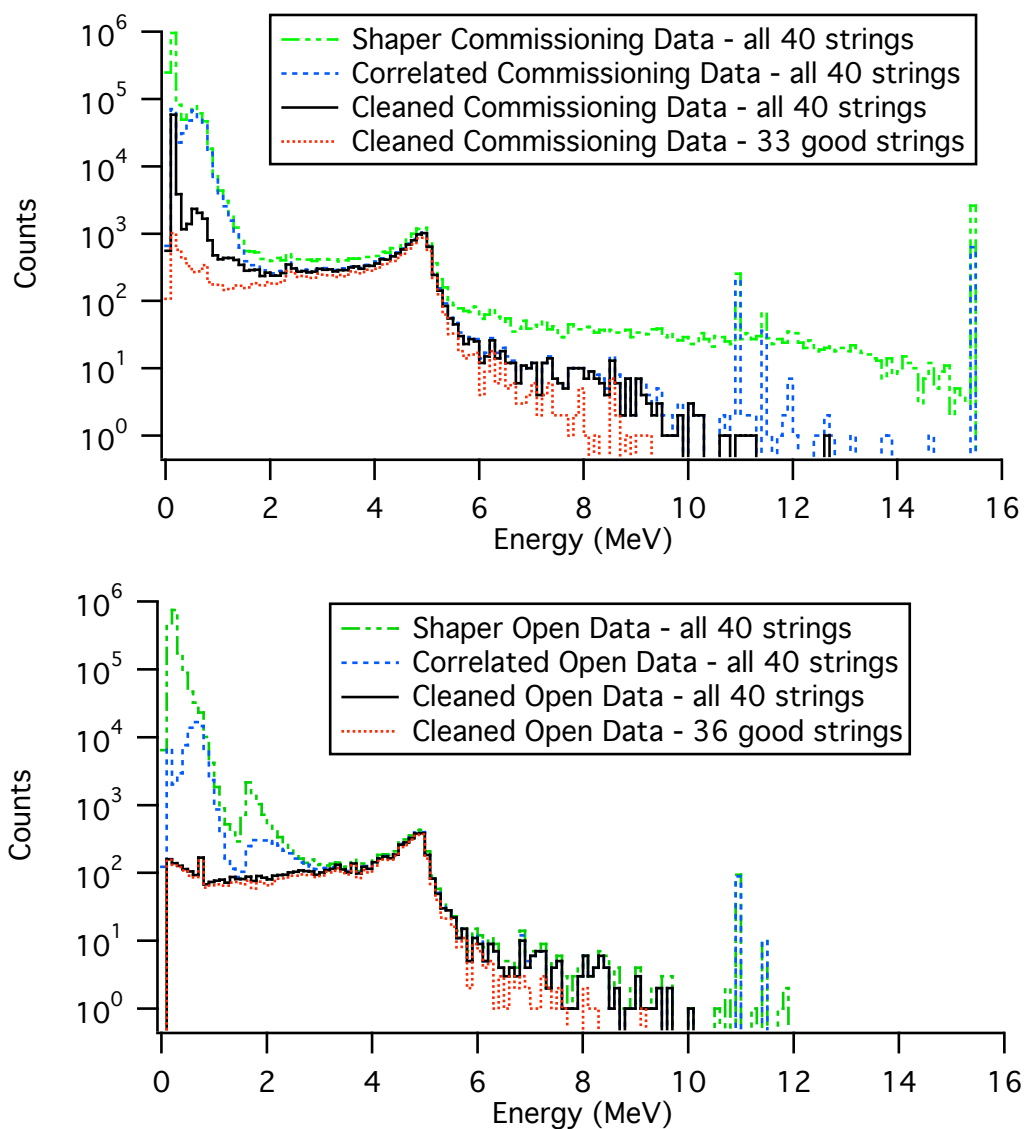 10^6
10^5
10^4
10^3
10^2
10^1
10^0
Counts
Shaper Commissioning Data - all 40 strings
Correlated Commissioning Data - all 40 strings
Cleaned Commissioning Data - all 40 strings
Cleaned Commissioning Data - 33 good strings
0 2 4 6 8 10 12 14 16
Energy (MeV)
10^6
10^5
10^4
10^3
10^2
10^1
10^0
Counts
Shaper Open Data - all 40 strings
Correlated Open Data - all 40 strings
Cleaned Open Data - all 40 strings
Cleaned Open Data - 36 good strings
0 2 4 6 8 10 12 14 16
Energy (MeV)